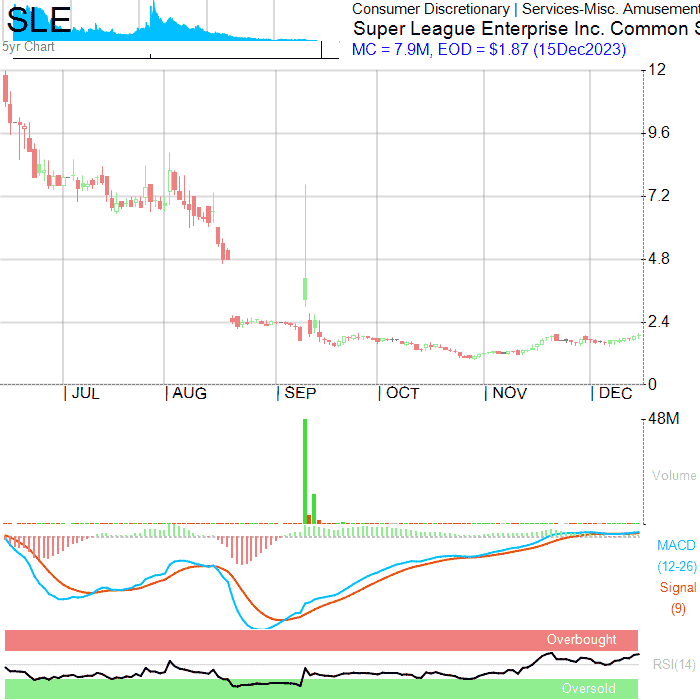 SLE
5yr Chart
Consumer Discretionary | Services-Misc. Amusement
Super League Enterprise Inc. Common S
MC = 7.9M, EOD = $1.87 (15Dec2023)
12
9.6
7.2
4.8
2.4
0
| JUL | AUG | SEP | OCT | NOV | DEC
48M
Volume
MACD
(12-26)
Signal
(9)
Overbought
RSI(14)
Oversold